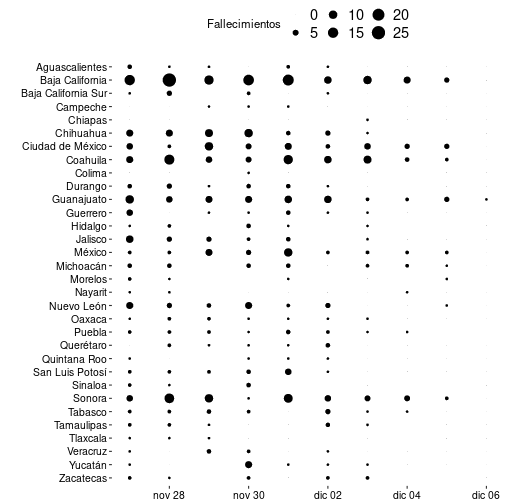 Fallecimientos
0 10 20
5 15 25
Aguascalientes
Baja California
Baja California Sur
Campeche
Chiapas
Chihuahua
Ciudad de México
Coahuila
Colima
Durango
Guanajuato
Guerrero
Hidalgo
Jalisco
México
Michoacán
Morelos
Nayarit
Nuevo León
Oaxaca
Puebla
Querétaro
Quintana Roo
San Luis Potosí
Sinaloa
Sonora
Tabasco
Tamaulipas
Tlaxcala
Veracruz
Yucatán
Zacatecas
nov 28 nov 30 dic 02 dic 04 dic 06